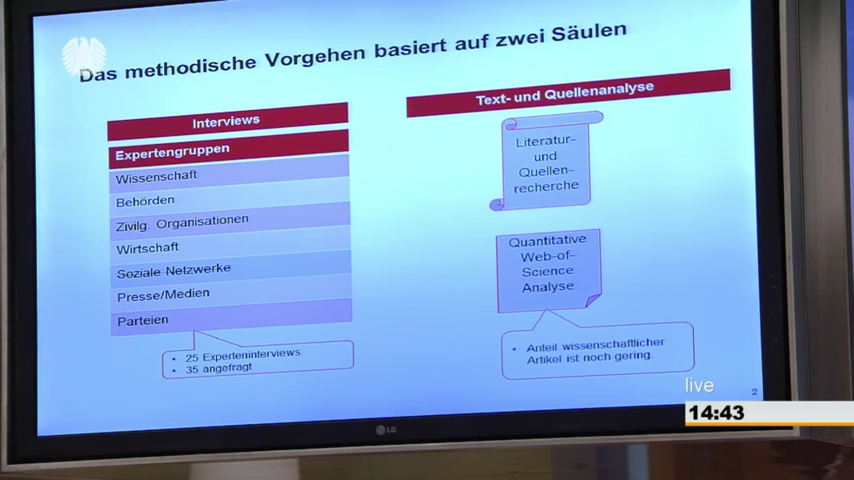 Das methodische Vorgehen basiert auf zwei Säulen
Interviews
Expertengruppen
Wissenschaft
Behörden
Zivilg. Organisationen
Wirtschaft
Soziale Netzwerke
Presse/Medien
Parteien
• 25 Experteninterviews
• 35 angefragt
Text- und Quellenanalyse
Literatur-
und
Quellen-
recherche
Quantitative
Web-of-
Science
Analyse
• Anteil wissenschaftlicher
Artikel ist noch gering.
2
LG
live
14:43